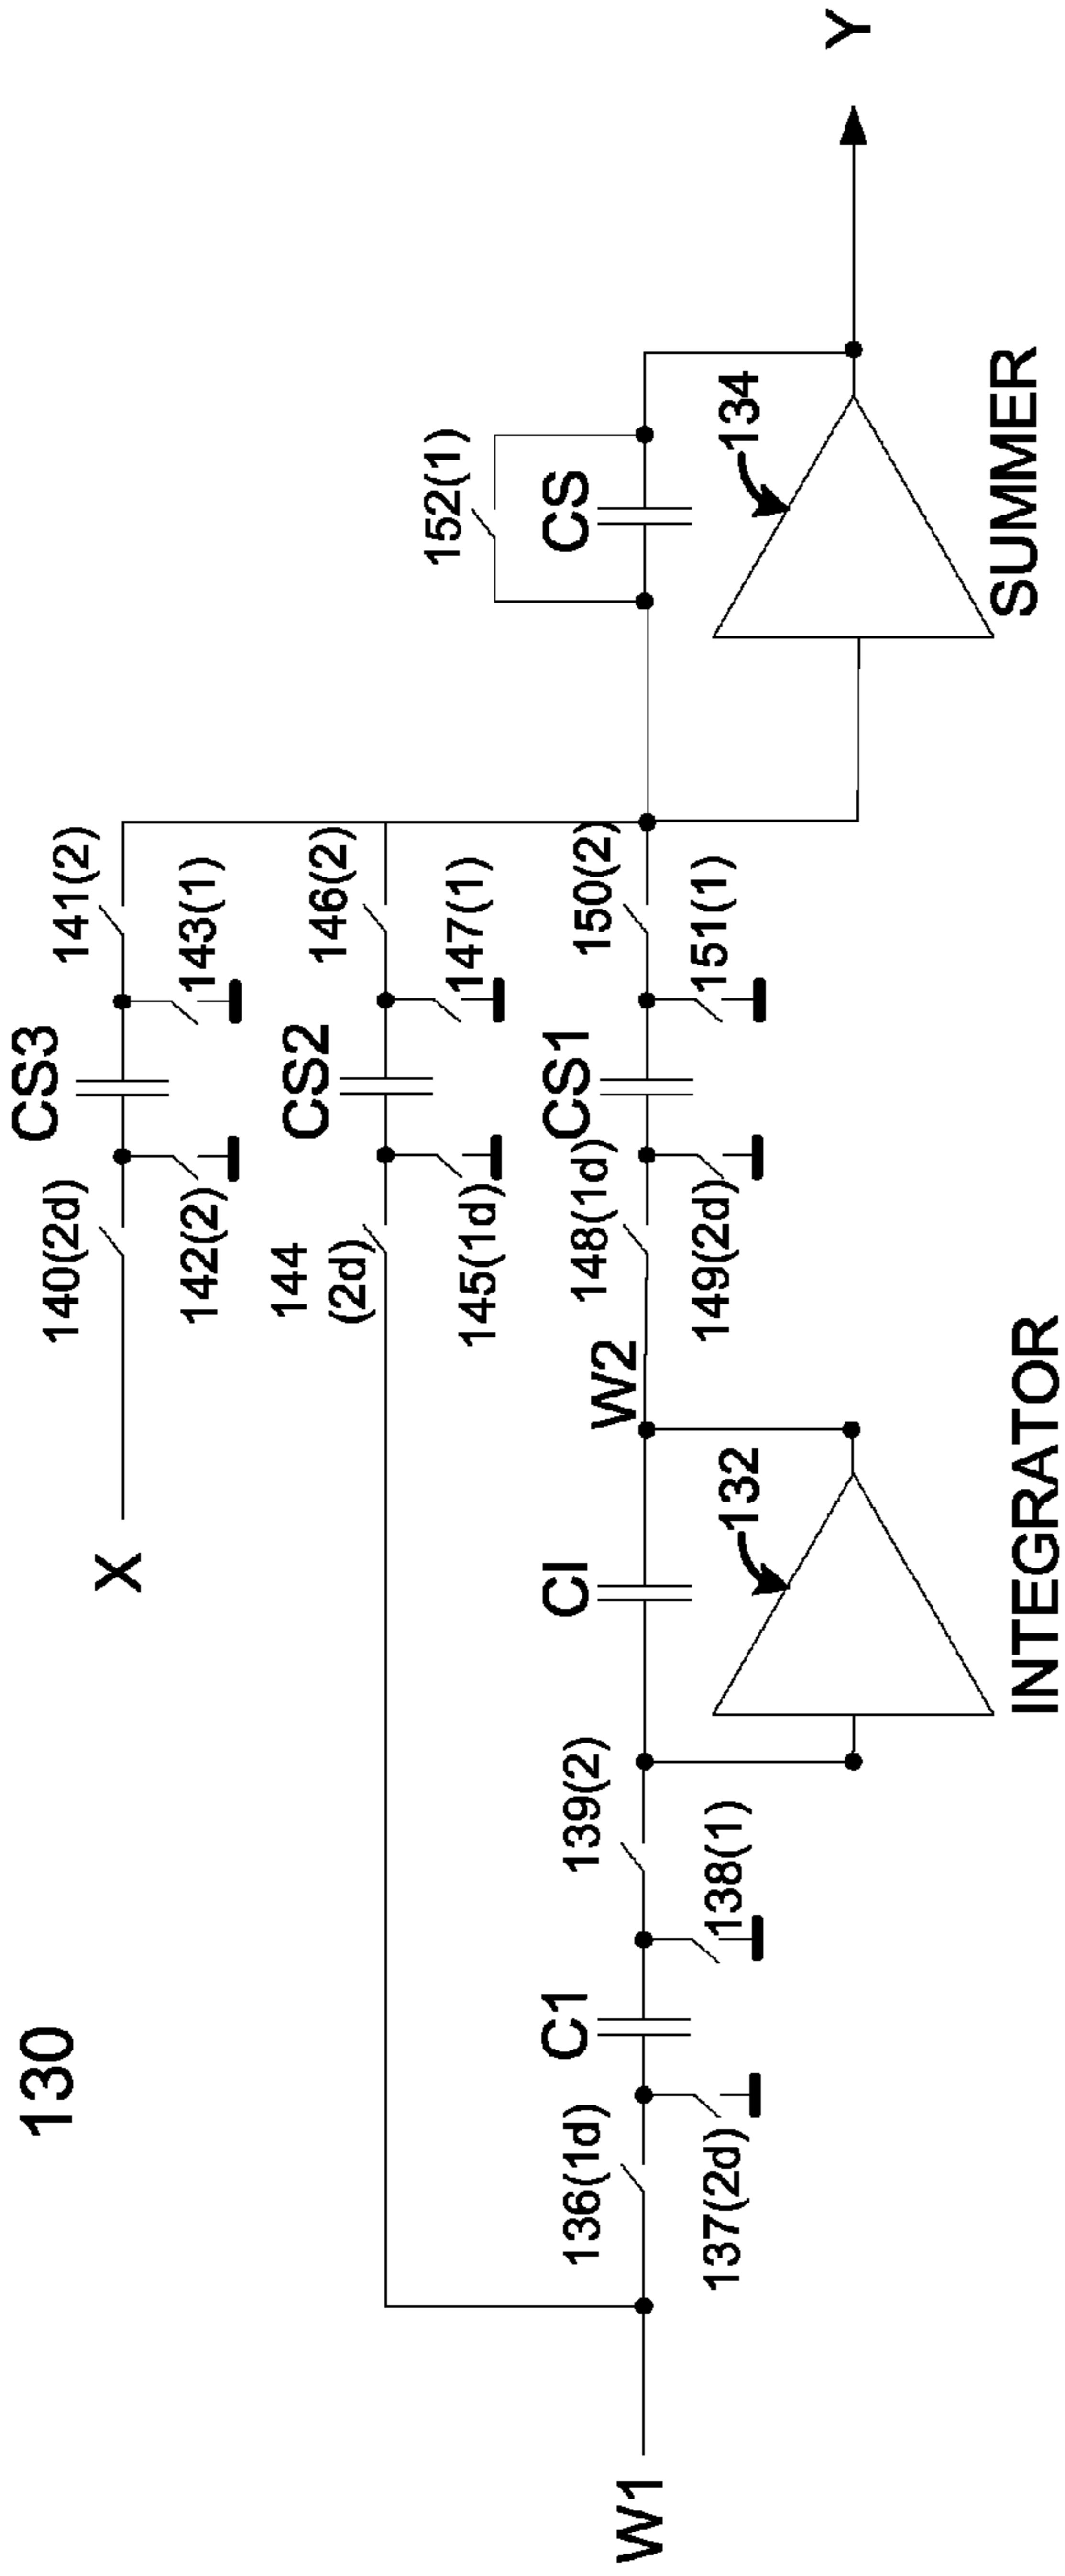 130
X
140(2d)
142(2)
CS3
141(2)
143(1)
144
(2d)
145(1d)
CS2
146(2)
147(1)
W1
136(1d)
137(2d)
C1
139(2)
138(1)
CI
132
INTEGRATOR
W2
148(1d)
149(2d)
CS1
150(2)
151(1)
152(1)
CS
134
SUMMER
Y